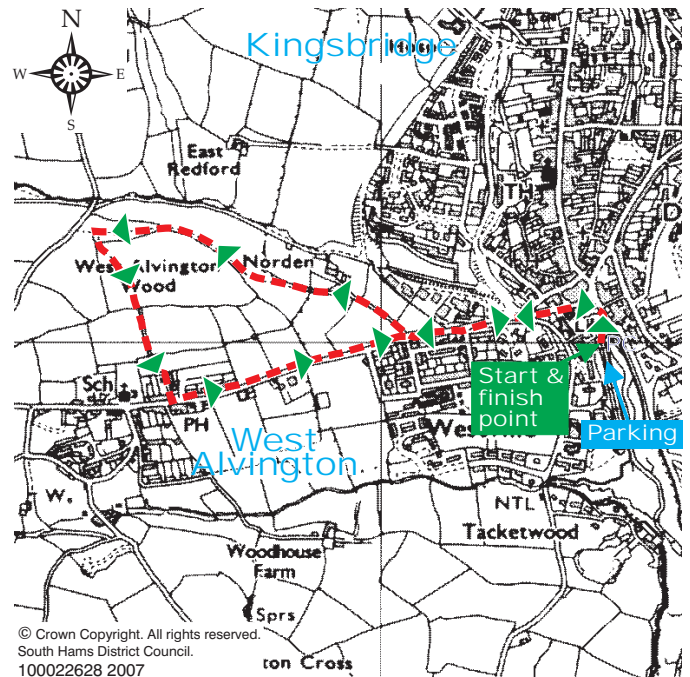 N
W
E
S
Kingsbridge
East
Redford
TH
D
West Alvington
Wood
Norden
P
Start &
finish
point
Parking
Sch
PH
West
Alvington
W.
NTL
Tacketwood
Woodhouse
Farm
Sprs
ton Cross
© Crown Copyright. All rights reserved.
South Hams District Council.
100022628 2007